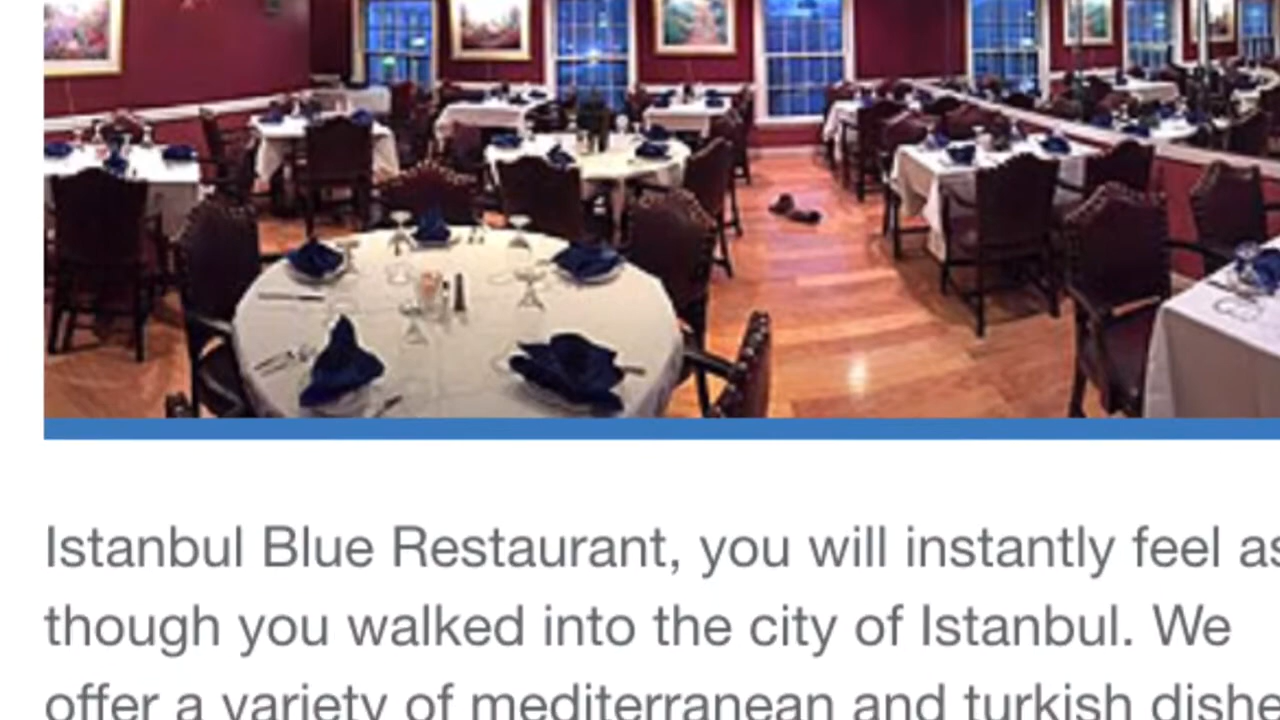 Istanbul Blue Restaurant, you will instantly feel as
though you walked into the city of Istanbul. We
offer a variety of mediterranean and turkish dishe